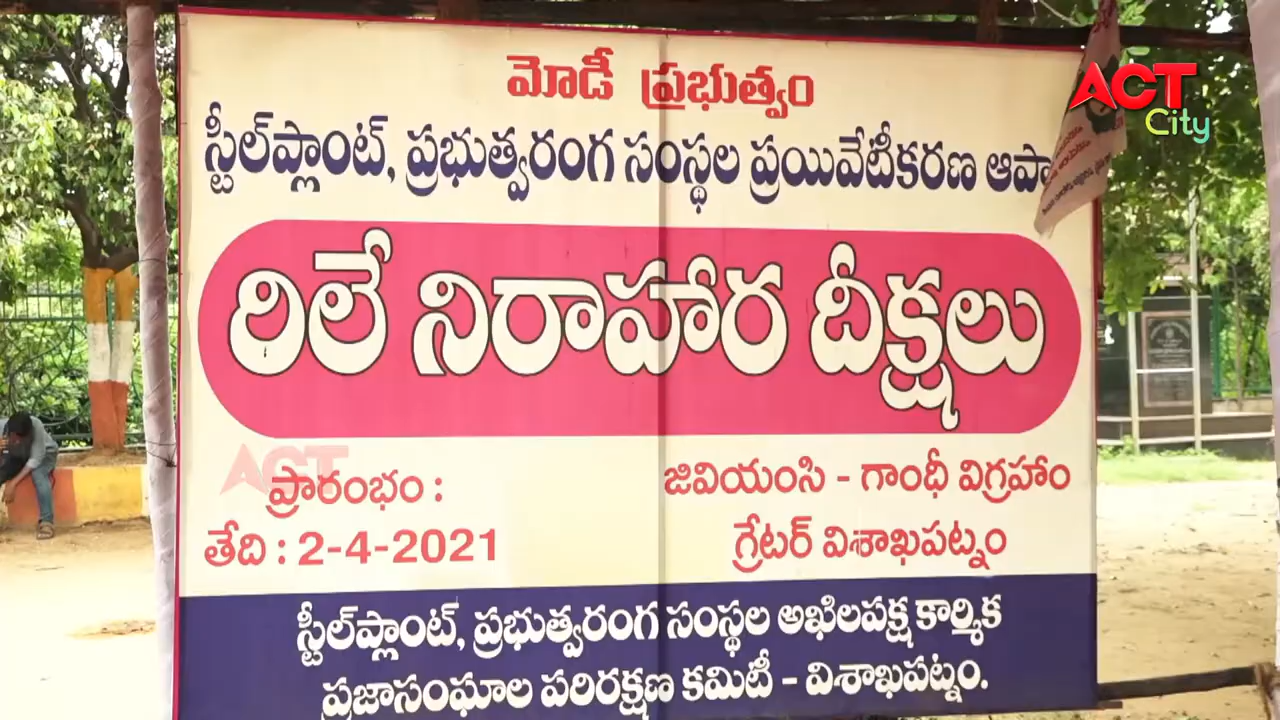 మోడీ ప్రభుత్వం
స్టీల్‌ప్లాంట్, ప్రభుత్వరంగ సంస్థల ప్రయివేటీకరణ
రిలే నిరాహార దీక్షలు
ప్రారంభం :
తేది : 2-4-2021
జివియంసి - గాంధీ విగ్రహం
గ్రేటర్ విశాఖపట్నం
స్టీల్‌ప్లాంట్, ప్రభుత్వరంగ సంస్థల అఖిలపక్ష కార్మిక
ప్రజాసంఘాల పరిరక్షణ కమిటీ - విశాఖపట్నం.
ACT
City
ACT